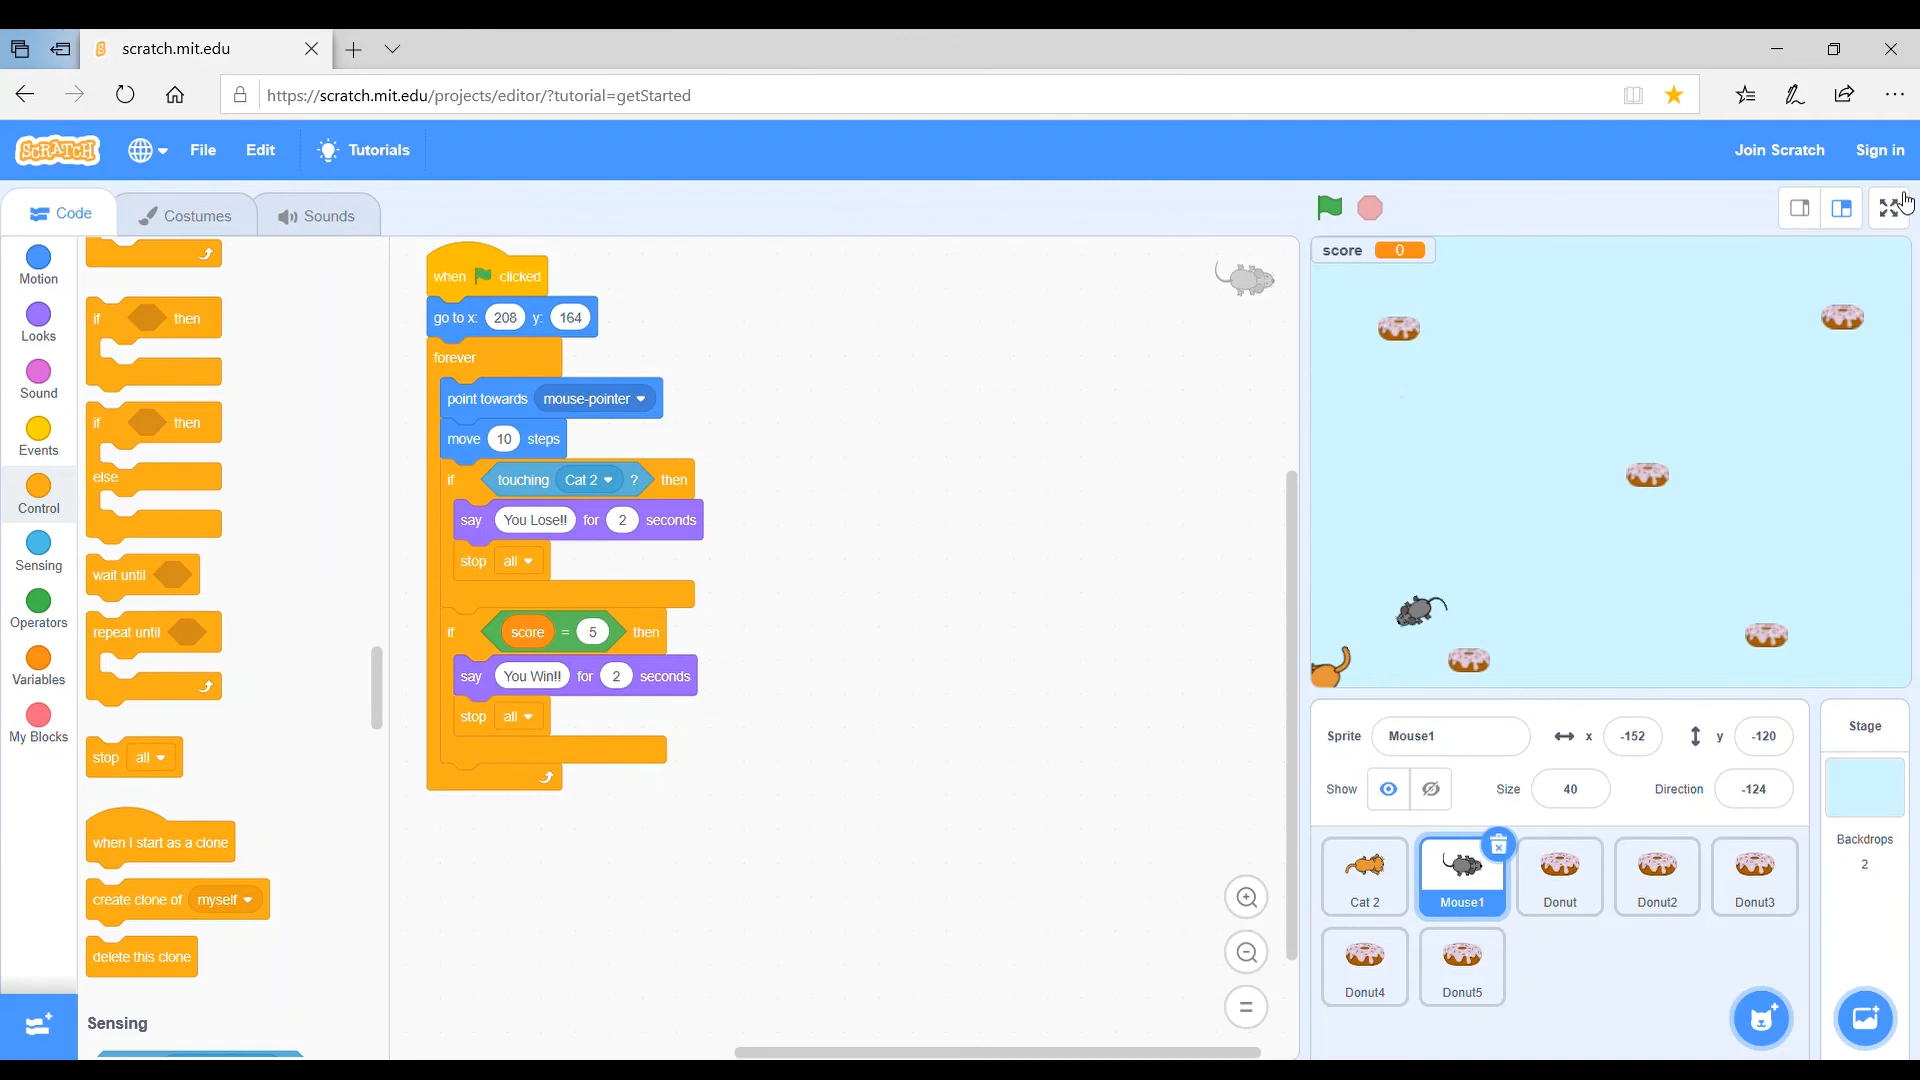 scratch.mit.edu
https://scratch.mit.edu/projects/editor/?tutorial=getStarted
SCRATCH File Edit Tutorials Join Scratch Sign in
Code Costumes Sounds
Motion
Looks
Sound
Events
Control
Sensing
Operators
Variables
My Blocks
if then
if then
else
wait until
repeat until
stop all
when I start as a clone
create clone of myself
delete this clone
Sensing
when clicked
go to x: 208 y: 164
forever
point towards mouse-pointer
move 10 steps
if touching Cat 2 ? then
say You Lose!! for 2 seconds
stop all
if score = 5 then
say You Win!! for 2 seconds
stop all
score 0
Sprite Mouse1 x -152 y -120
Show Size 40 Direction -124
Cat 2 Mouse1 Donut Donut2 Donut3
Donut4 Donut5
Stage
Backdrops
2